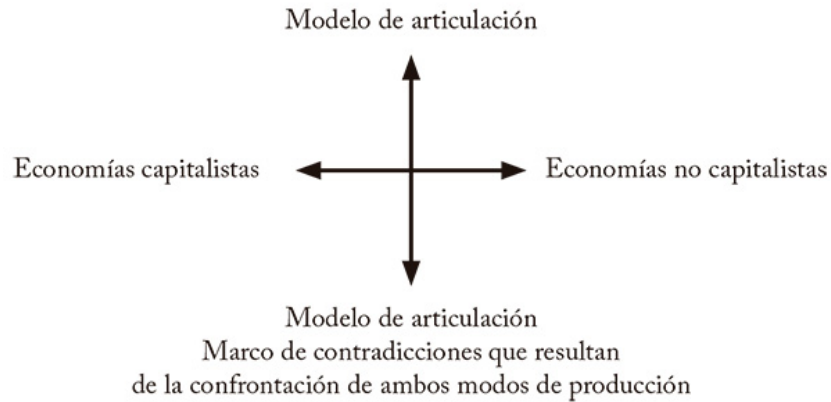 Modelo de articulación
Economías capitalistas
Economías no capitalistas
Modelo de articulación
Marco de contradicciones que resultan
de la confrontación de ambos modos de producción